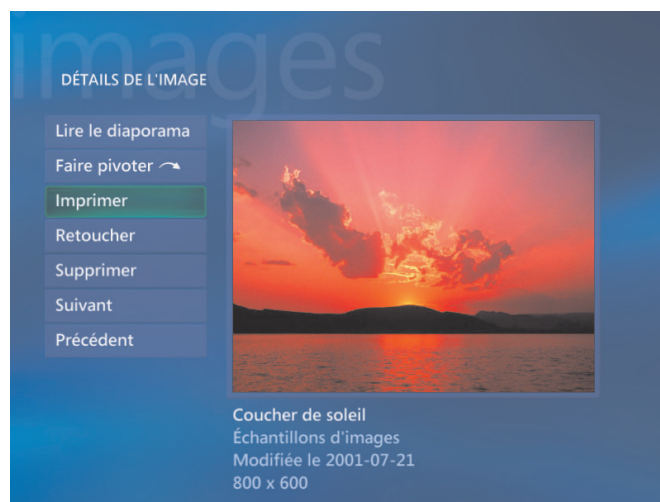 images
DÉTAILS DE L'IMAGE
Lire le diaporama
Faire pivoter
Imprimer
Retoucher
Supprimer
Suivant
Précédent
Coucher de soleil
Échantillons d'images
Modifiée le 2001-07-21
800 x 600